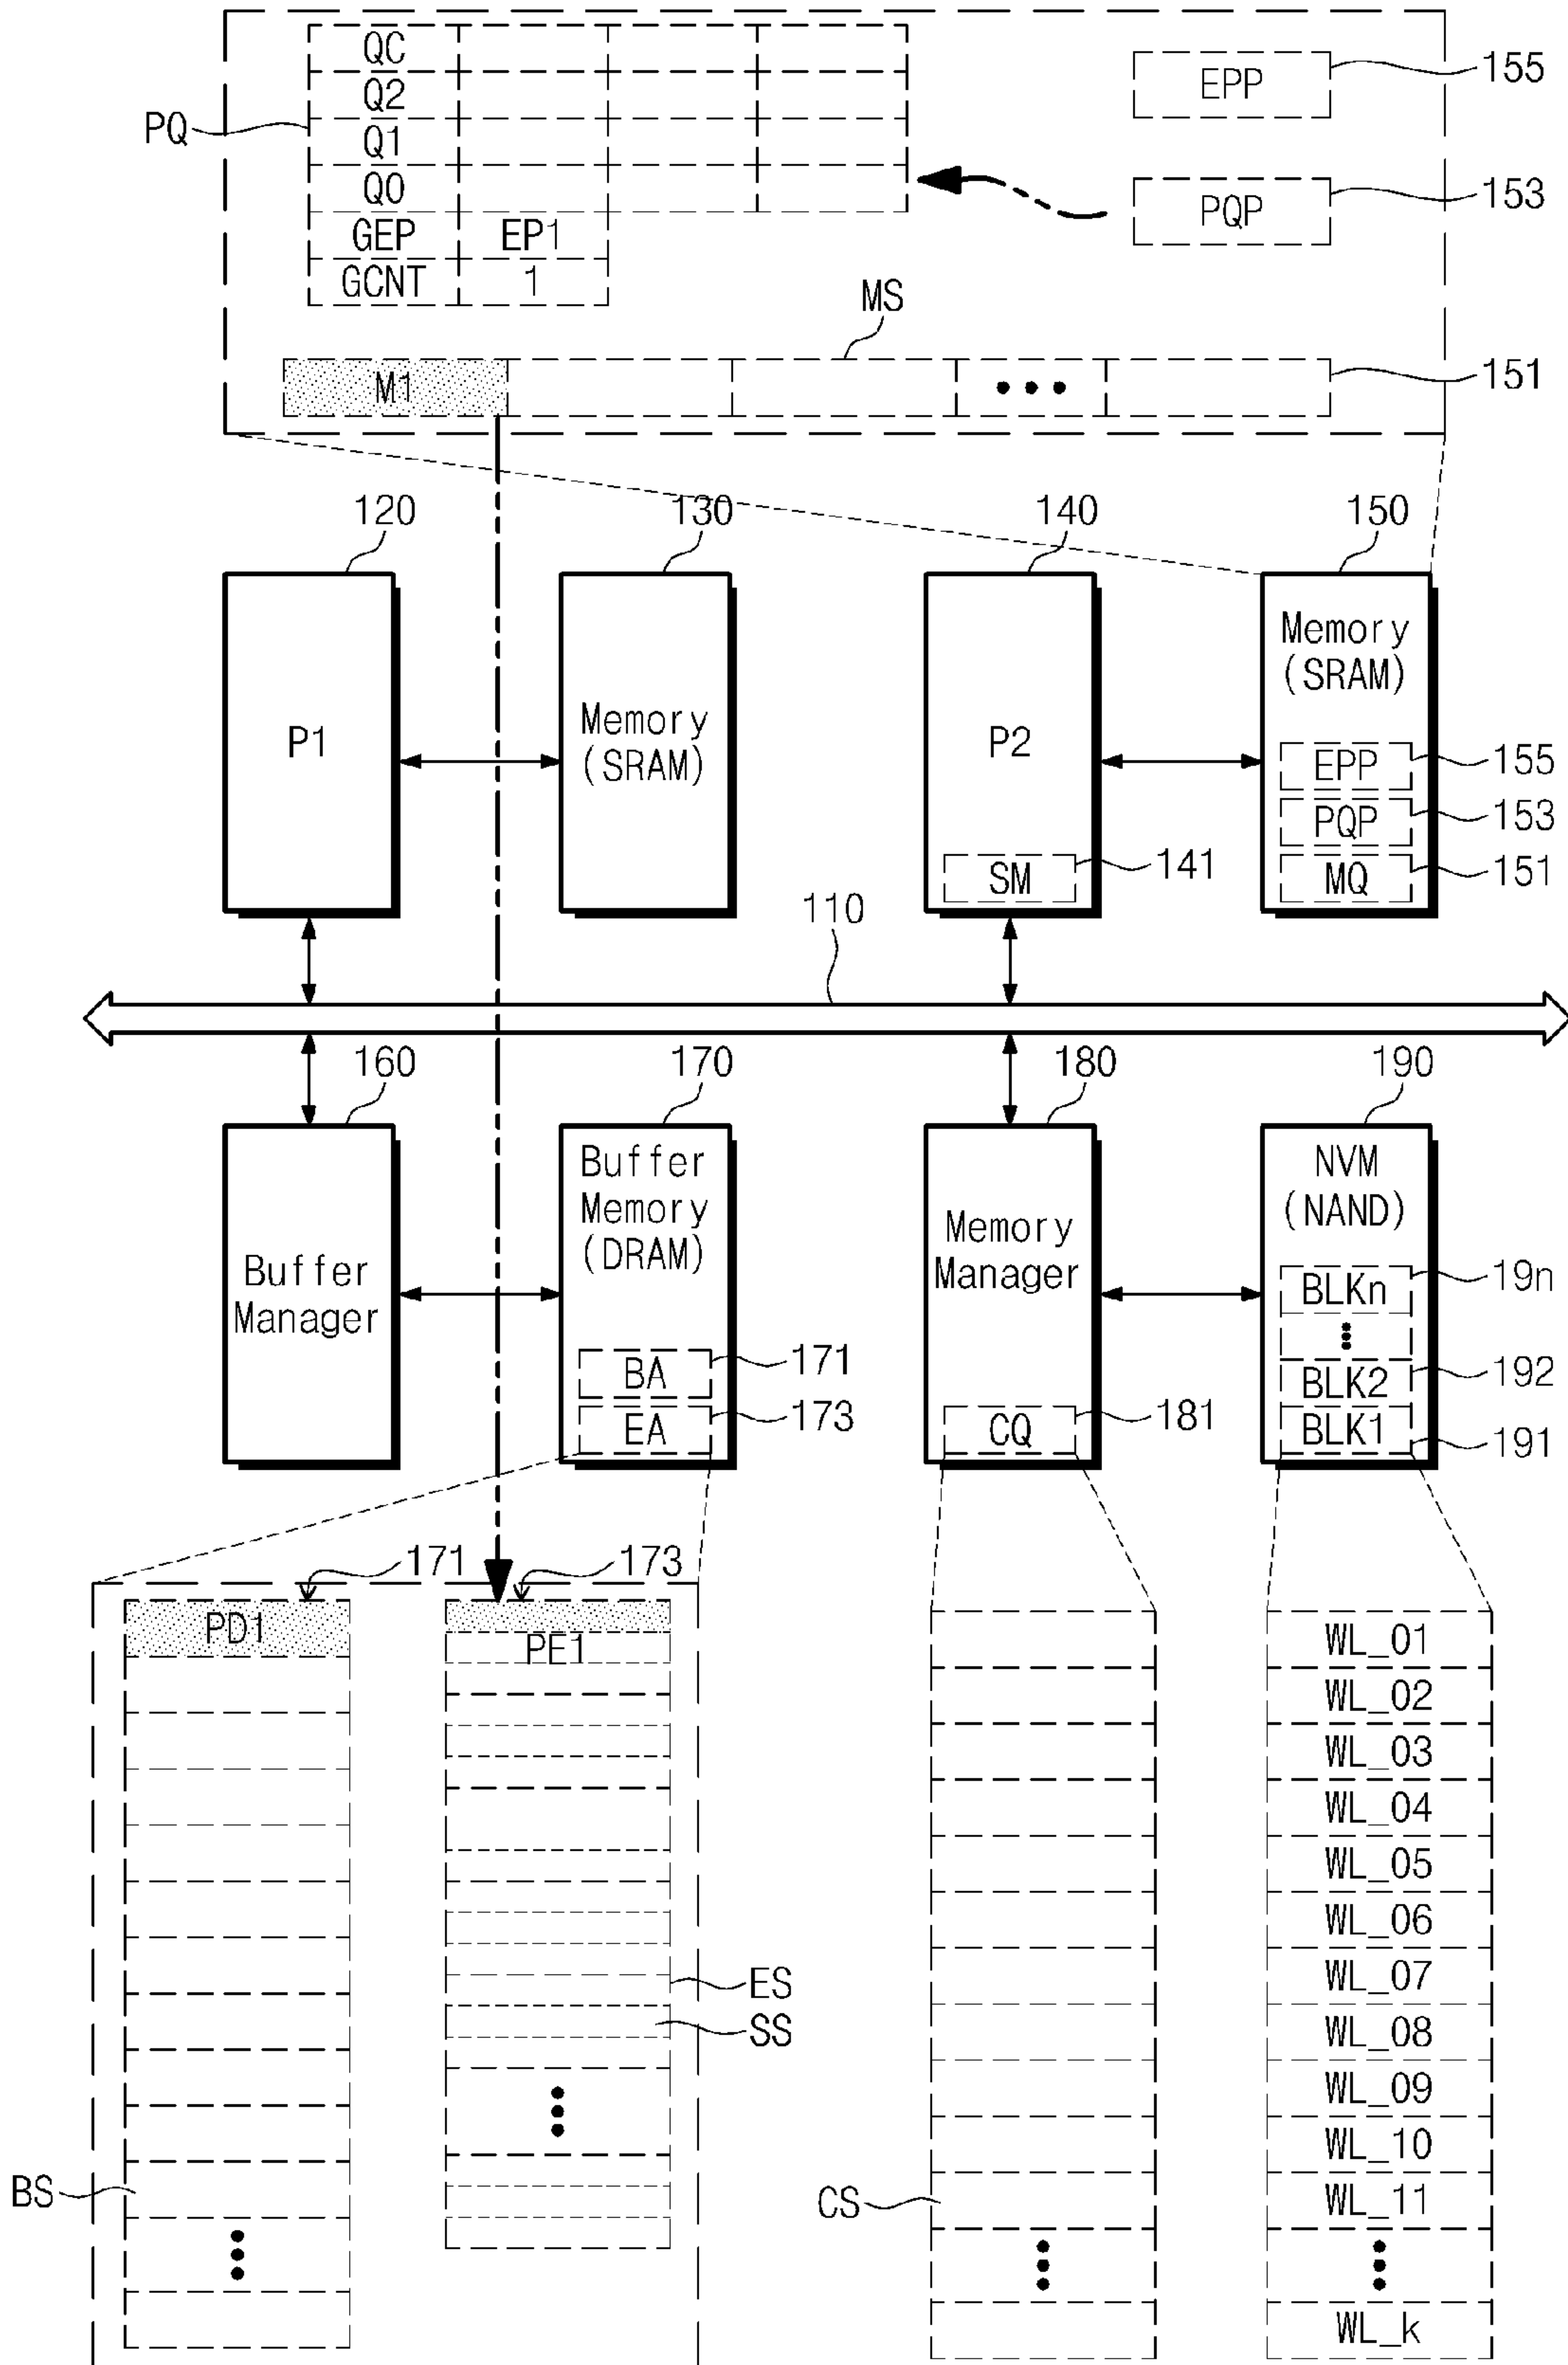 QC
Q2
Q1
Q0
GEP EP1
GCNT 1
PQ
EPP
155
PQP
153
MS
M1
151
120
130
140
150
P1
Memory
(SRAM)
P2
SM
141
Memory
(SRAM)
EPP
155
PQP
153
MQ
151
110
160
170
180
190
Buffer
Manager
Buffer
Memory
(DRAM)
BA
171
EA
173
Memory
Manager
CQ
181
NVM
(NAND)
BLKn
19n
BLK2
192
BLK1
191
171
173
PD1
PE1
ES
SS
BS
CS
WL_01
WL_02
WL_03
WL_04
WL_05
WL_06
WL_07
WL_08
WL_09
WL_10
WL_11
WL_k